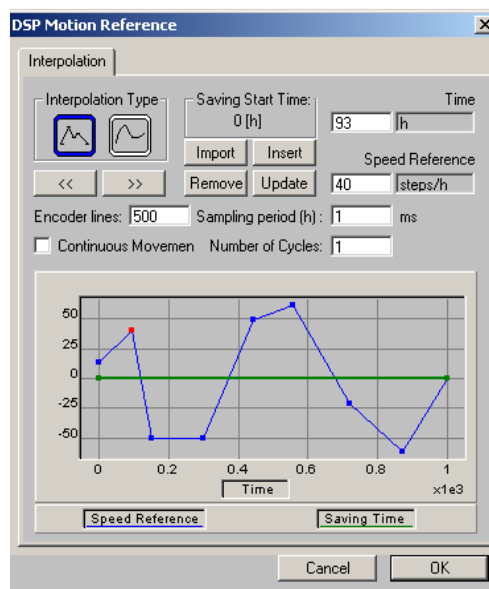 DSP Motion Reference
Interpolation
Interpolation Type
Saving Start Time:
0 [h]
Time
93 h
Import Insert
Speed Reference
<< >> Remove Update 40 steps/h
Encoder lines: 500 Sampling period (h) : 1 ms
Continuous Movemen Number of Cycles: 1
50
25
0
-25
-50
0 0.2 0.4 0.6 0.8 1
Time x1e3
Speed Reference Saving Time
Cancel OK